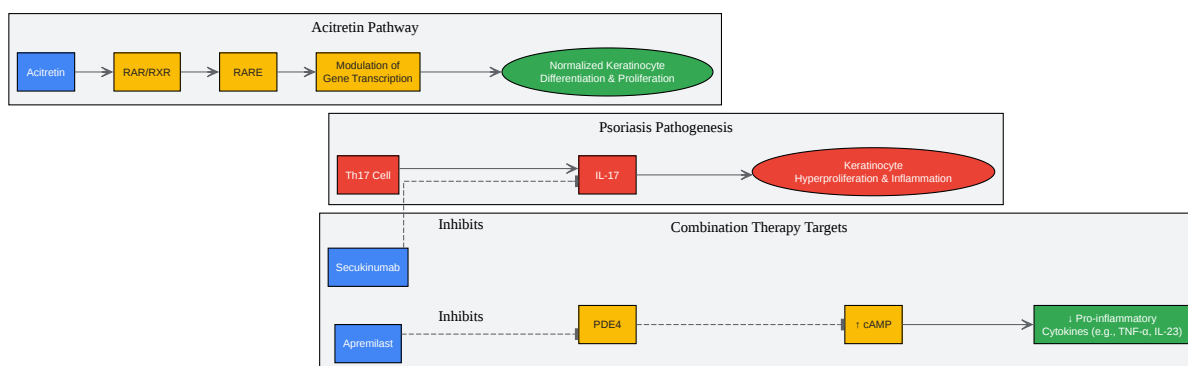 Acitretin Pathway
Acitretin
RAR/RXR
RARE
Modulation of
Gene Transcription
Normalized Keratinocyte
Differentiation & Proliferation
Psoriasis Pathogenesis
Th17 Cell
IL-17
Keratinocyte
Hyperproliferation & Inflammation
Inhibits
Combination Therapy Targets
Secukinumab
Inhibits
Apremilast
PDE4
↑ cAMP
↓ Pro-inflammatory
Cytokines (e.g., TNF-α, IL-23)